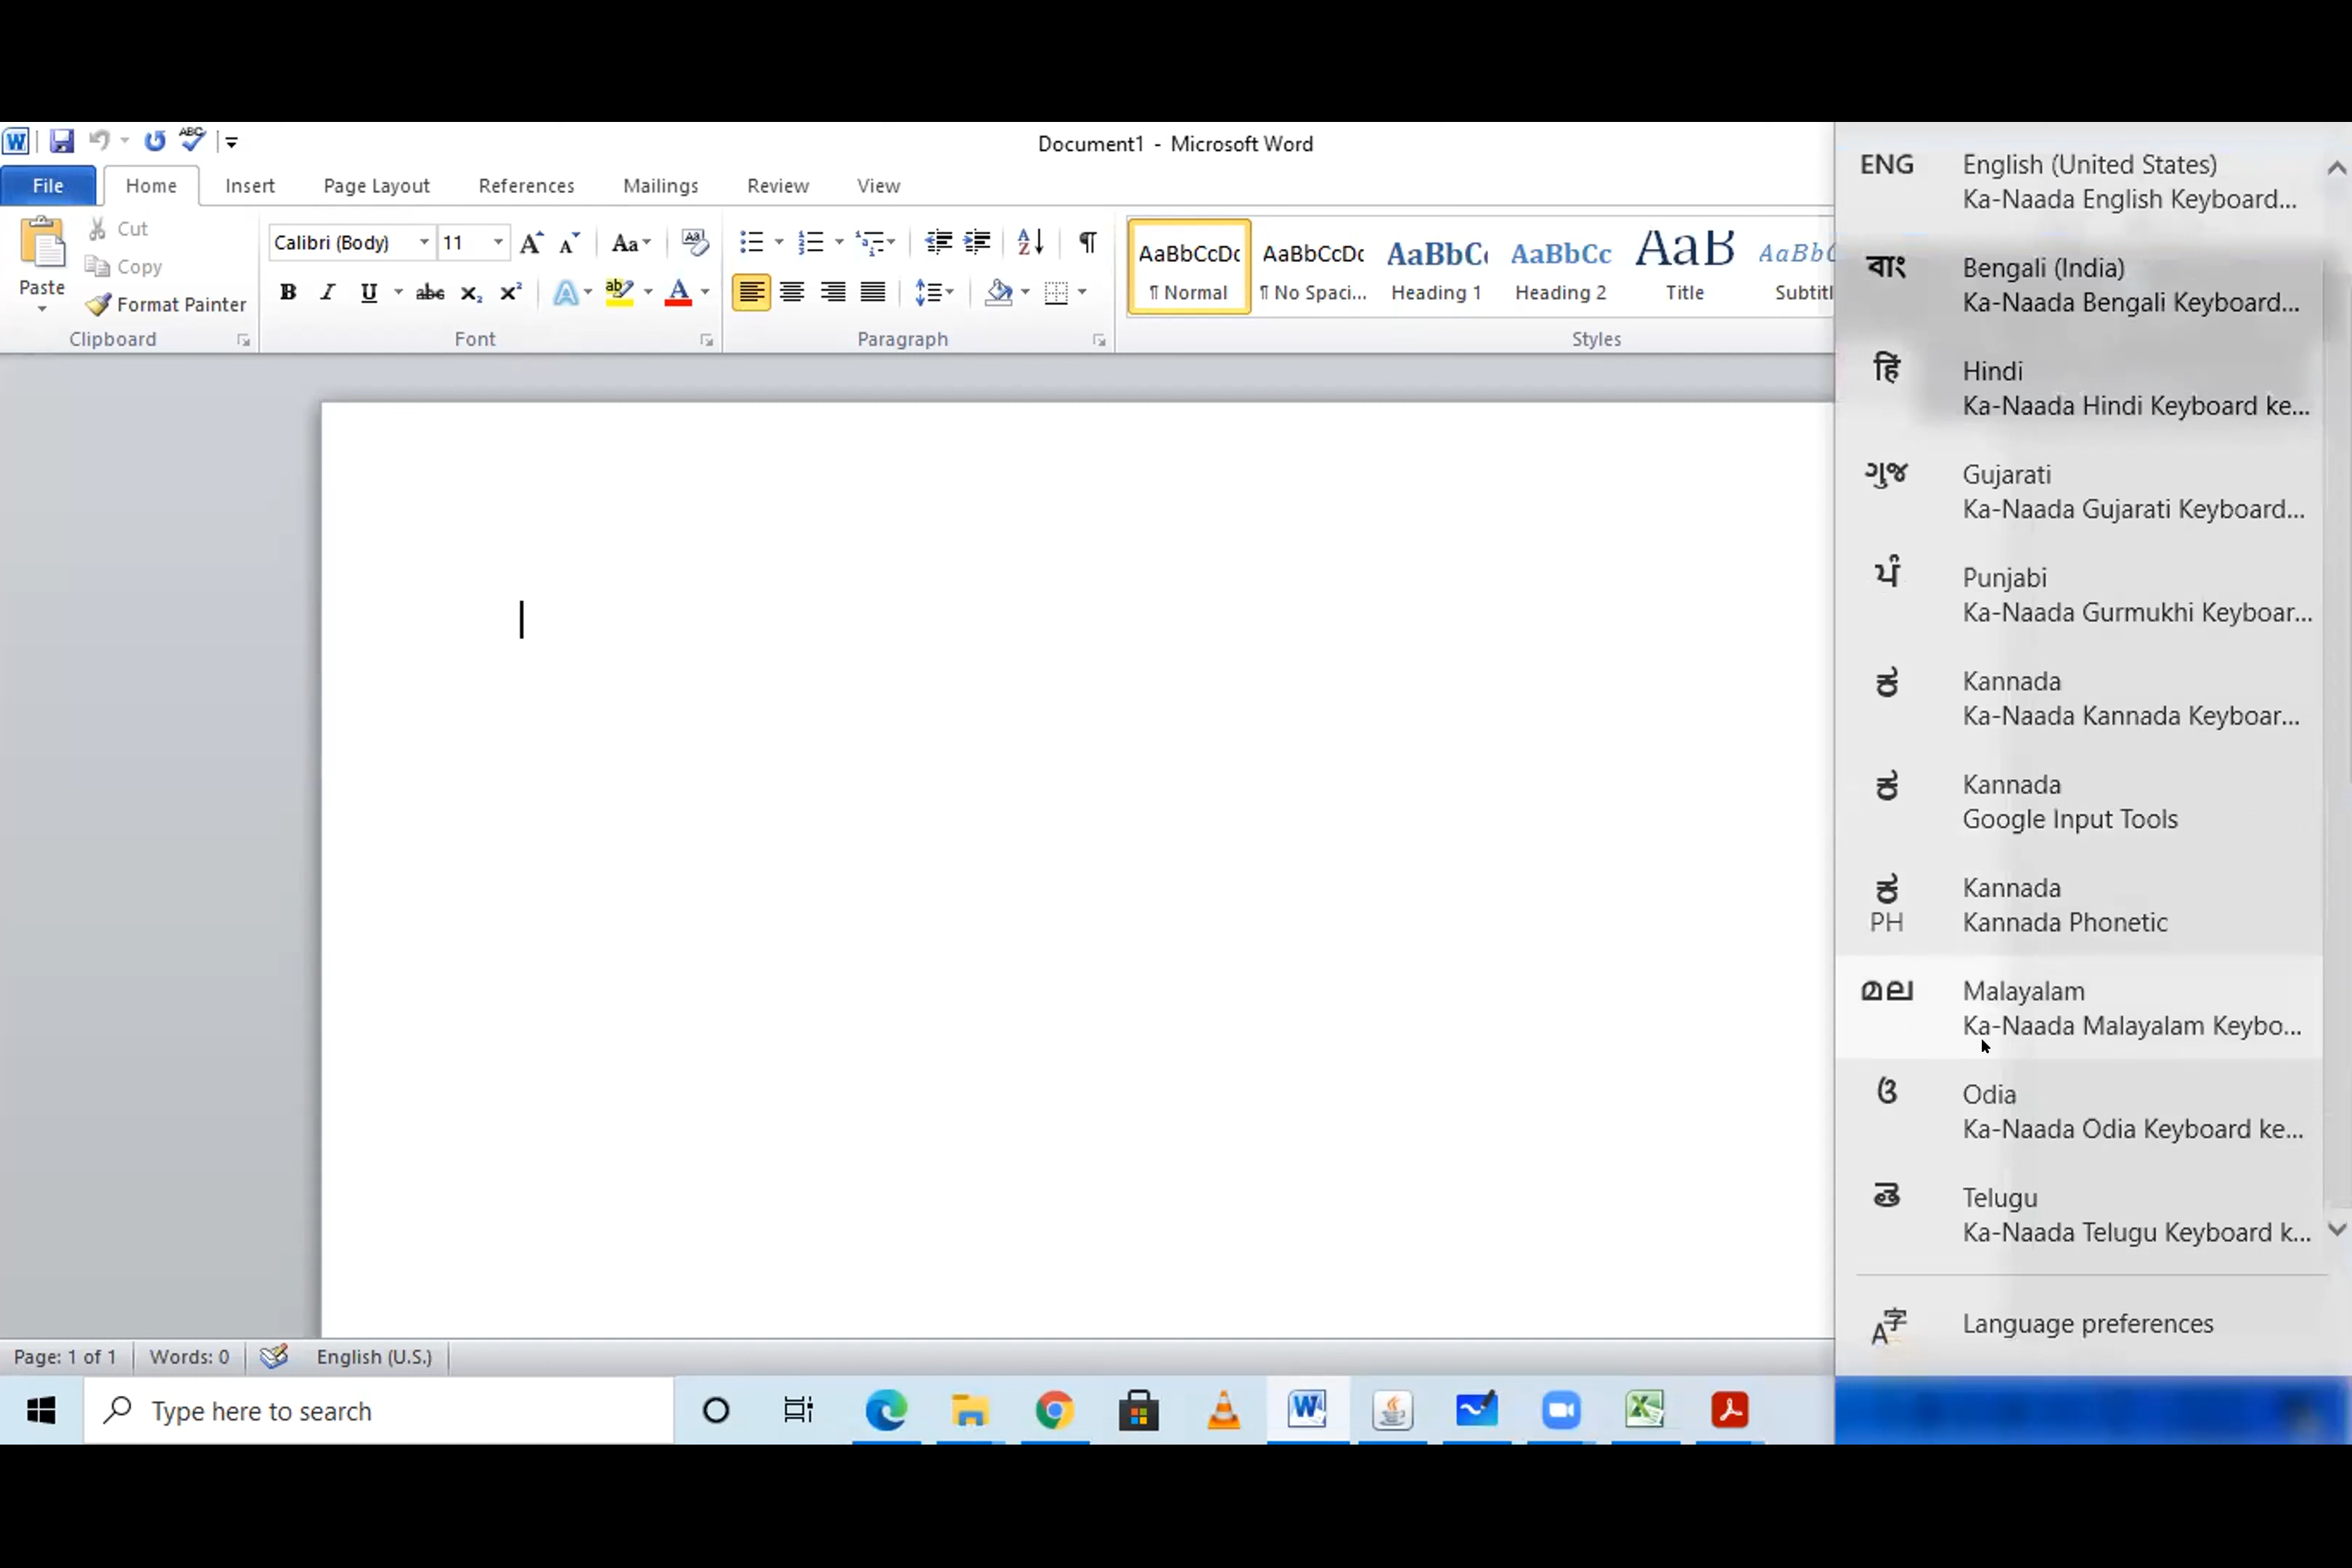 Document1 - Microsoft Word
File Home Insert Page Layout References Mailings Review View
Paste
Cut
Copy
Format Painter
Clipboard
Calibri (Body) 11
Font
Paragraph
AaBbCcDc AaBbCcDc AaBbC AaBbCc AaB AaBbC
¶ Normal ¶ No Spaci... Heading 1 Heading 2 Title Subtitl
Styles
ENG English (United States)
Ka-Naada English Keyboard...
বাং Bengali (India)
Ka-Naada Bengali Keyboard...
हि Hindi
Ka-Naada Hindi Keyboard ke...
ગુજ Gujarati
Ka-Naada Gujarati Keyboard...
ਪੰ Punjabi
Ka-Naada Gurmukhi Keyboar...
ಕ Kannada
Ka-Naada Kannada Keyboar...
ಕ Kannada
Google Input Tools
ಕ Kannada
PH Kannada Phonetic
മല Malayalam
Ka-Naada Malayalam Keybo...
ଓ Odia
Ka-Naada Odia Keyboard ke...
తె Telugu
Ka-Naada Telugu Keyboard k...
Language preferences
Page: 1 of 1 Words: 0 English (U.S.)
Type here to search